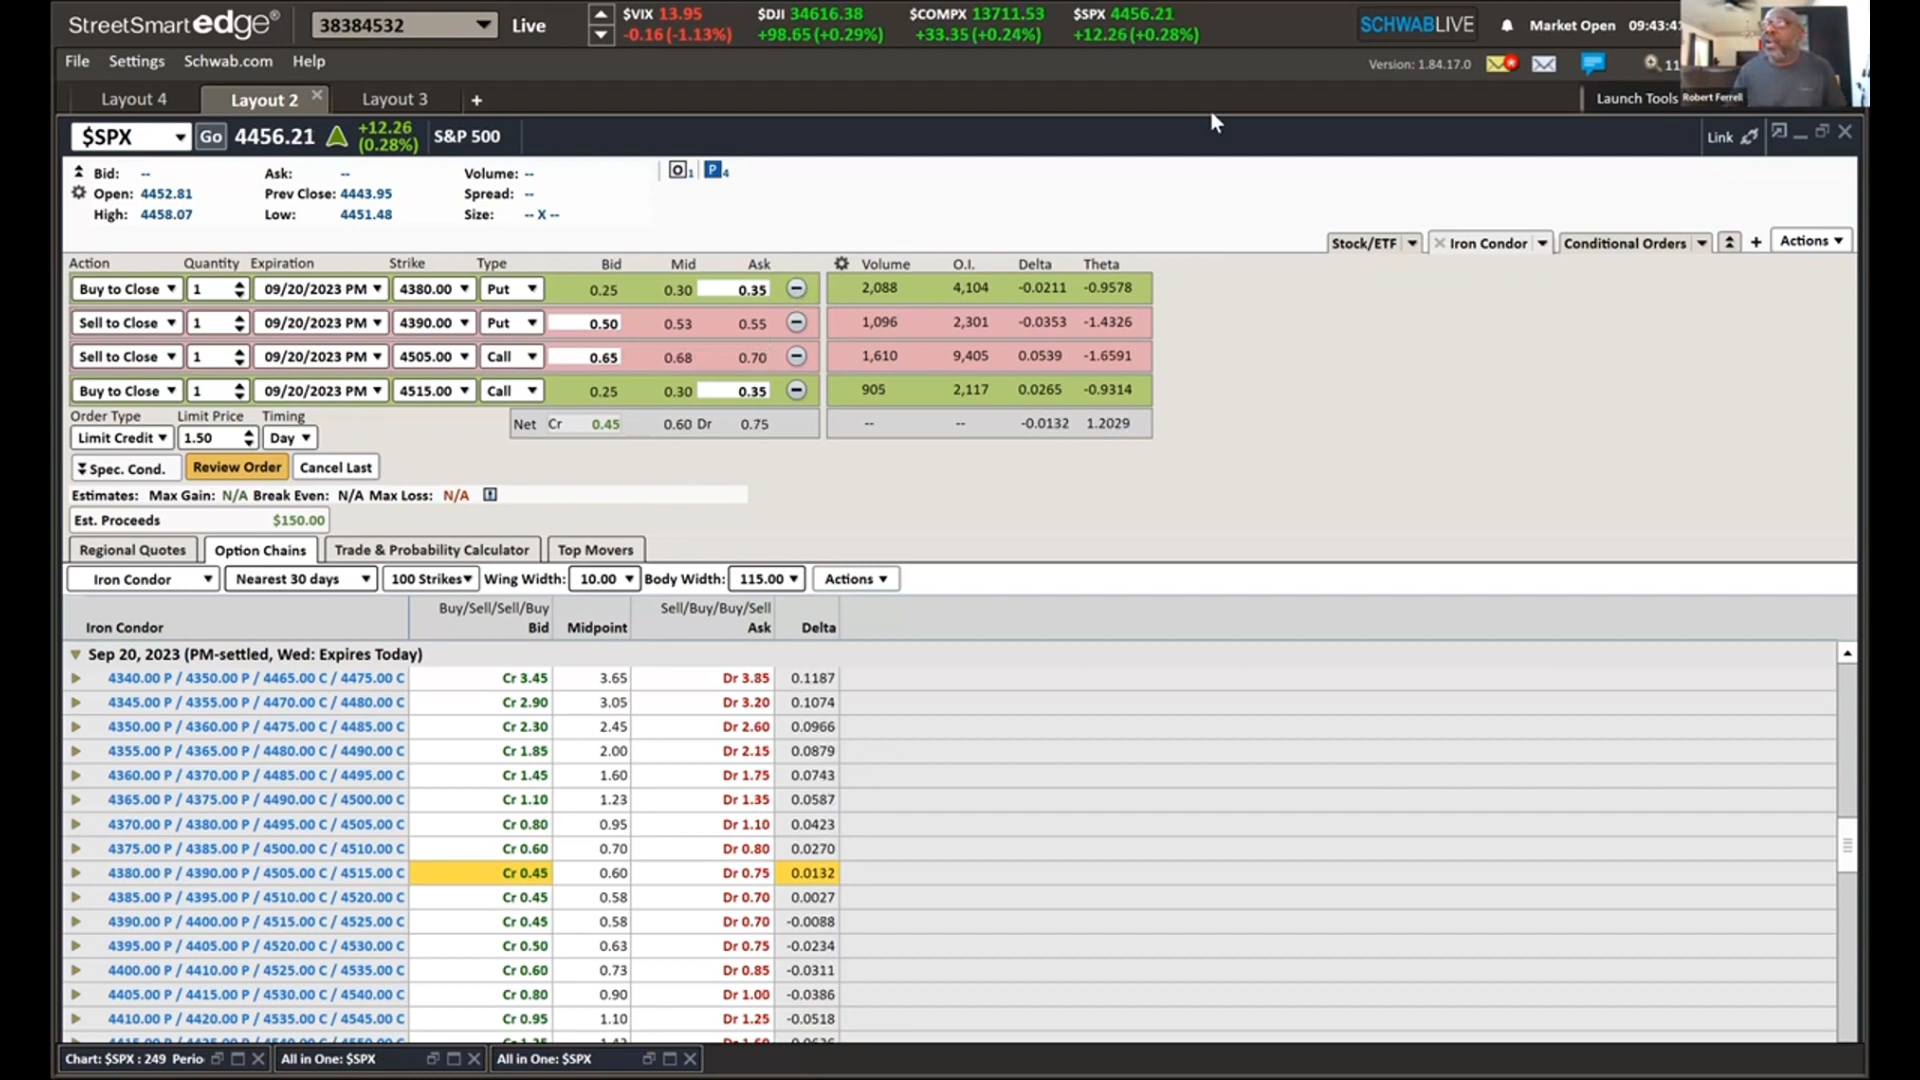 StreetSmart edge® 38384532 Live $VIX 13.95 $DJI 34616.38 $COMPX 13711.53 $SPX 4456.21 SCHWABLIVE Market Open 09:43:4
-0.16 (-1.13%) +98.65 (+0.29%) +33.35 (+0.24%) +12.26 (+0.28%)
File Settings Schwab.com Help Version: 1.84.17.0 11
Layout 4 Layout 2 Layout 3 + Launch Tools Robert Ferrell
$SPX Go 4456.21 +12.26 (0.28%) S&P 500 Link
Bid: -- Ask: -- Volume: -- O 1 P 4
Open: 4452.81 Prev Close: 4443.95 Spread: --
High: 4458.07 Low: 4451.48 Size: -- X --
Stock/ETF Iron Condor Conditional Orders + Actions
Action Quantity Expiration Strike Type Bid Mid Ask Volume O.I. Delta Theta
Buy to Close 1 09/20/2023 PM 4380.00 Put 0.25 0.30 0.35 2,088 4,104 -0.0211 -0.9578
Sell to Close 1 09/20/2023 PM 4390.00 Put 0.50 0.53 0.55 1,096 2,301 -0.0353 -1.4326
Sell to Close 1 09/20/2023 PM 4505.00 Call 0.65 0.68 0.70 1,610 9,405 0.0539 -1.6591
Buy to Close 1 09/20/2023 PM 4515.00 Call 0.25 0.30 0.35 905 2,117 0.0265 -0.9314
Order Type Limit Price Timing Net Cr 0.45 0.60 Dr 0.75 -- -- -0.0132 1.2029
Limit Credit 1.50 Day
Spec. Cond. Review Order Cancel Last
Estimates: Max Gain: N/A Break Even: N/A Max Loss: N/A
Est. Proceeds $150.00
Regional Quotes Option Chains Trade & Probability Calculator Top Movers
Iron Condor Nearest 30 days 100 Strikes Wing Width: 10.00 Body Width: 115.00 Actions
Buy/Sell/Sell/Buy Sell/Buy/Buy/Sell
Iron Condor Bid Midpoint Ask Delta
Sep 20, 2023 (PM-settled, Wed: Expires Today)
4340.00 P / 4350.00 P / 4465.00 C / 4475.00 C Cr 3.45 3.65 Dr 3.85 0.1187
4345.00 P / 4355.00 P / 4470.00 C / 4480.00 C Cr 2.90 3.05 Dr 3.20 0.1074
4350.00 P / 4360.00 P / 4475.00 C / 4485.00 C Cr 2.30 2.45 Dr 2.60 0.0966
4355.00 P / 4365.00 P / 4480.00 C / 4490.00 C Cr 1.85 2.00 Dr 2.15 0.0879
4360.00 P / 4370.00 P / 4485.00 C / 4495.00 C Cr 1.45 1.60 Dr 1.75 0.0743
4365.00 P / 4375.00 P / 4490.00 C / 4500.00 C Cr 1.10 1.23 Dr 1.35 0.0587
4370.00 P / 4380.00 P / 4495.00 C / 4505.00 C Cr 0.80 0.95 Dr 1.10 0.0423
4375.00 P / 4385.00 P / 4500.00 C / 4510.00 C Cr 0.60 0.70 Dr 0.80 0.0270
4380.00 P / 4390.00 P / 4505.00 C / 4515.00 C Cr 0.45 0.60 Dr 0.75 0.0132
4385.00 P / 4395.00 P / 4510.00 C / 4520.00 C Cr 0.45 0.58 Dr 0.70 0.0027
4390.00 P / 4400.00 P / 4515.00 C / 4525.00 C Cr 0.45 0.58 Dr 0.70 -0.0088
4395.00 P / 4405.00 P / 4520.00 C / 4530.00 C Cr 0.50 0.63 Dr 0.75 -0.0234
4400.00 P / 4410.00 P / 4525.00 C / 4535.00 C Cr 0.60 0.73 Dr 0.85 -0.0311
4405.00 P / 4415.00 P / 4530.00 C / 4540.00 C Cr 0.80 0.90 Dr 1.00 -0.0386
4410.00 P / 4420.00 P / 4535.00 C / 4545.00 C Cr 0.95 1.10 Dr 1.25 -0.0518
Chart: $SPX : 249 Perio All in One: $SPX All in One: $SPX